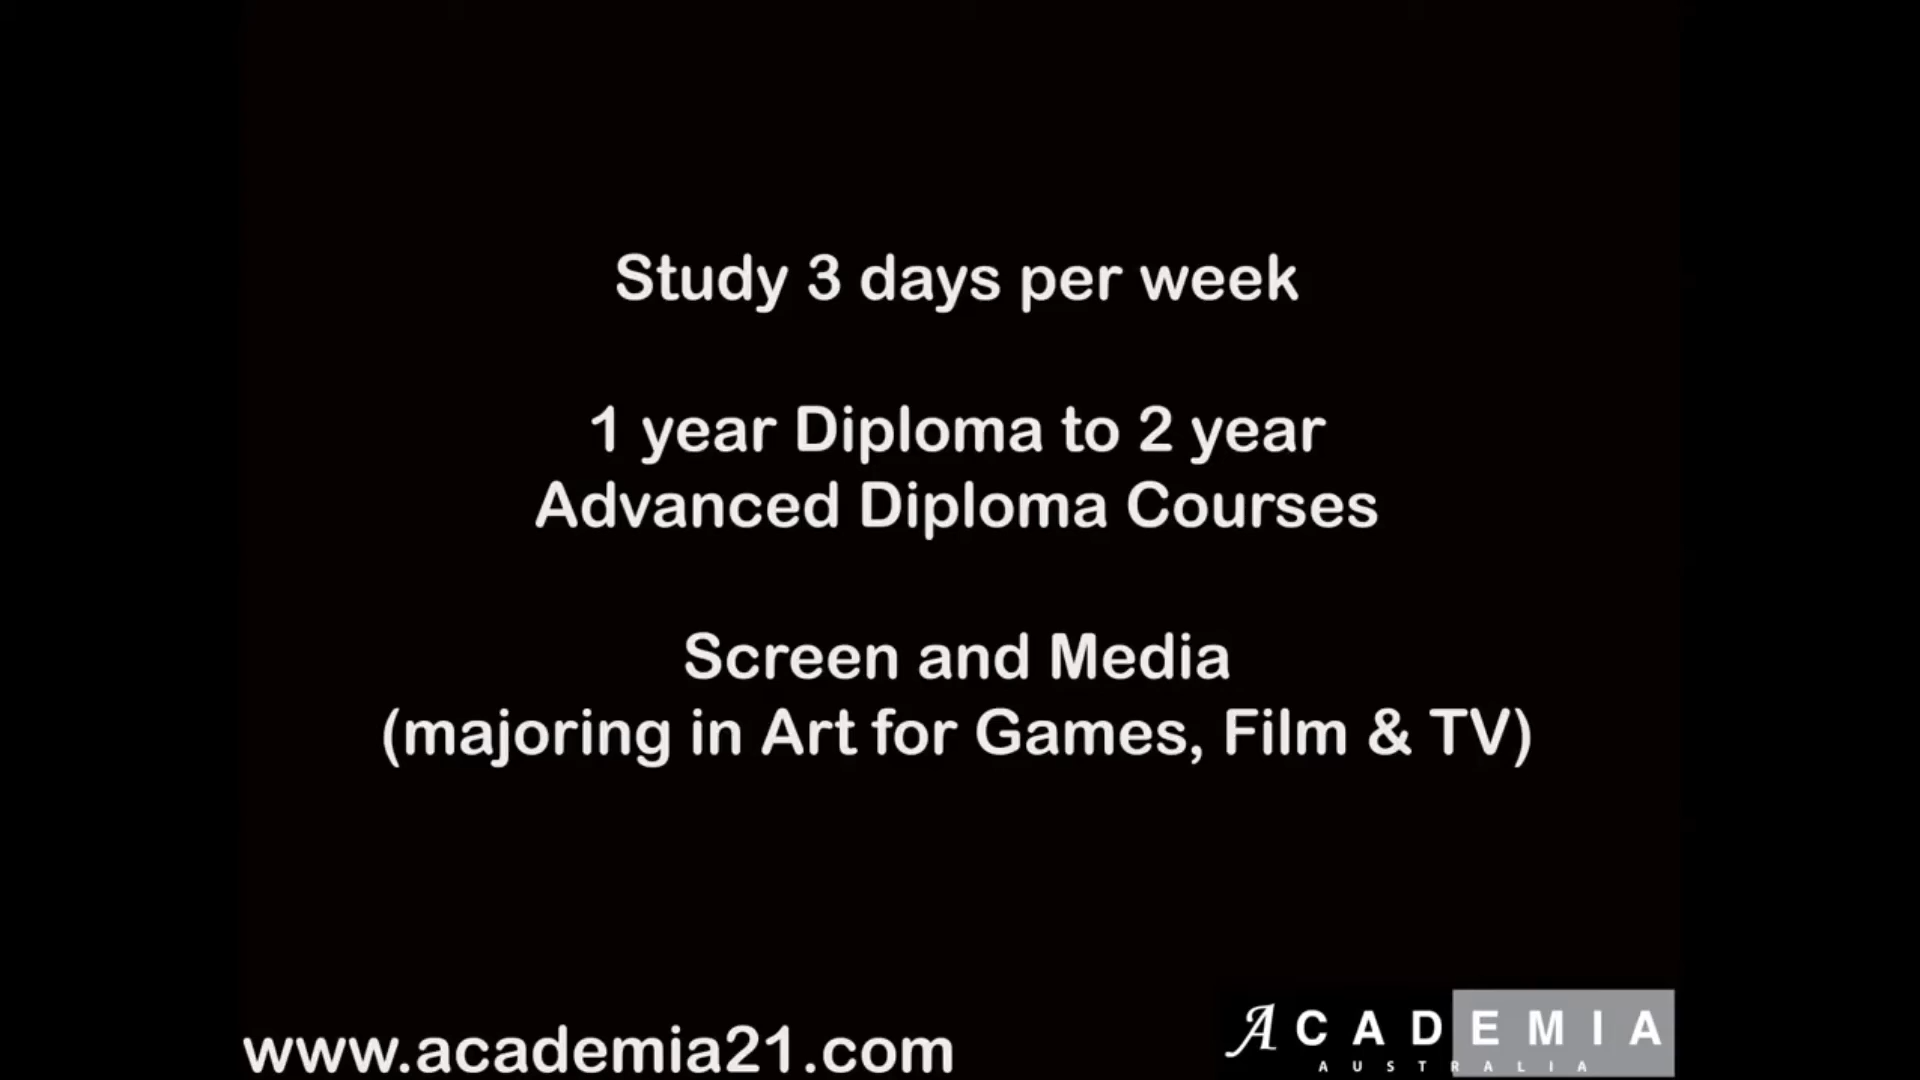 Study 3 days per week
1 year Diploma to 2 year
Advanced Diploma Courses
Screen and Media
(majoring in Art for Games, Film & TV)
www.academia21.com
ACADEMIA
AUSTRALIA